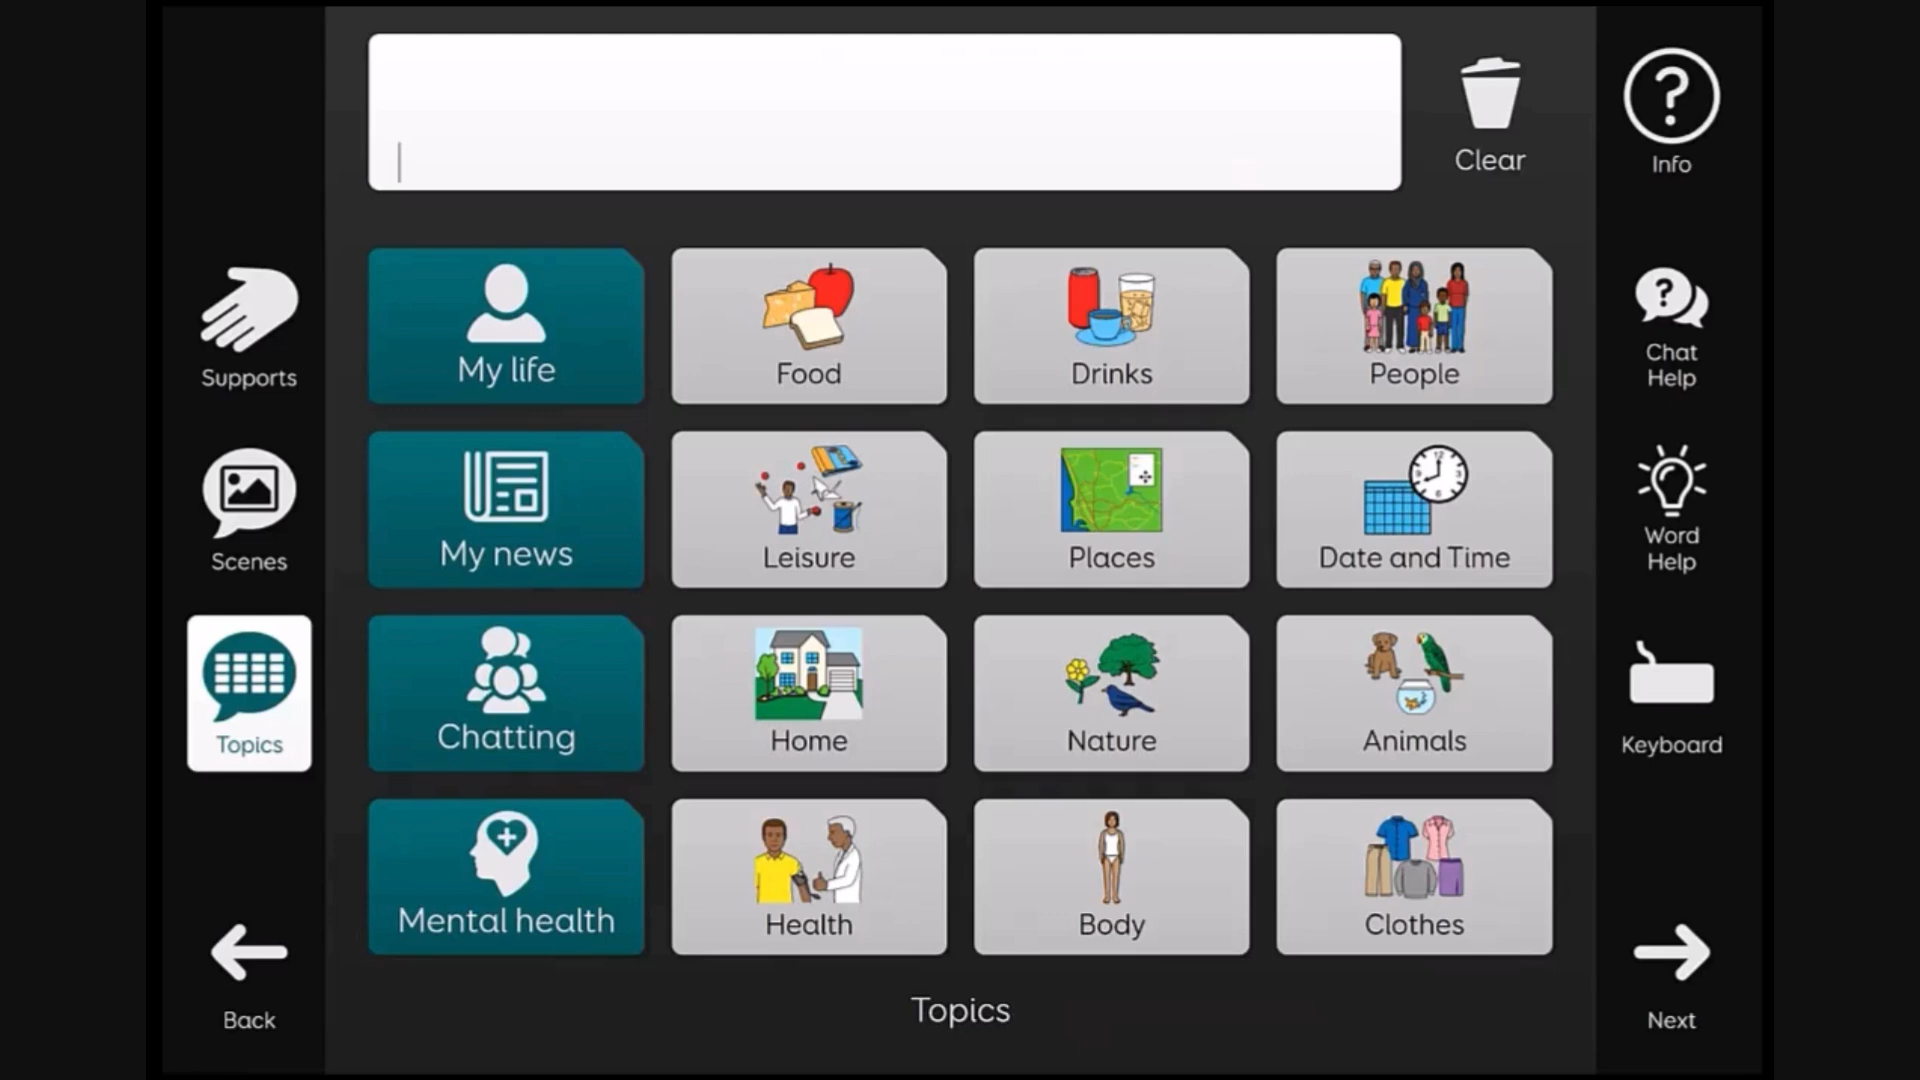 Clear
Info
Supports
My life
Food
Drinks
People
Chat
Help
Scenes
My news
Leisure
Places
Date and Time
Word
Help
Topics
Chatting
Home
Nature
Animals
Keyboard
Mental health
Health
Body
Clothes
Back
Topics
Next